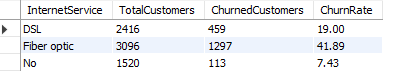 InternetService TotalCustomers ChurnedCustomers ChurnRate
DSL 2416 459 19.00
Fiber optic 3096 1297 41.89
No 1520 113 7.43